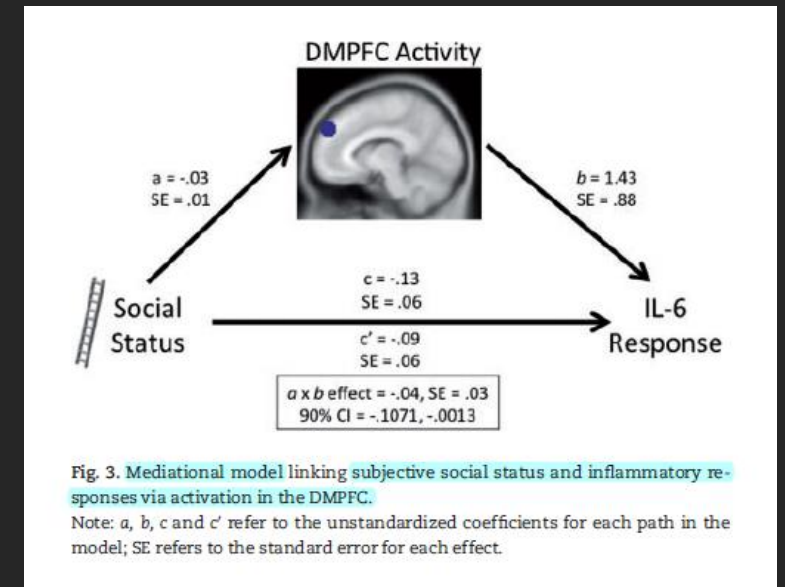 DMPFC Activity
a = -.03
SE = .01
b = 1.43
SE = .88
c = -.13
SE = .06
Social
Status
IL-6
Response
c′ = -.09
SE = .06
a x b effect = -.04, SE = .03
90% CI = -.1071, -.0013
Fig. 3. Mediational model linking subjective social status and inflammatory re-
sponses via activation in the DMPFC.
Note: a, b, c and c′ refer to the unstandardized coefficients for each path in the
model; SE refers to the standard error for each effect.